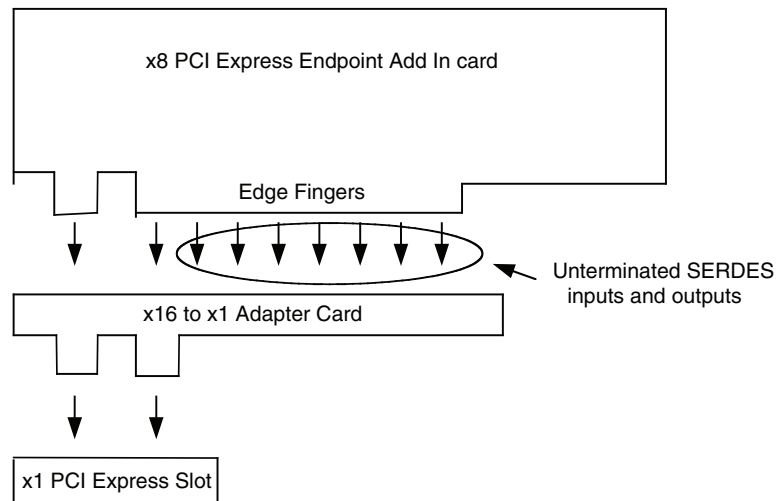 x8 PCI Express Endpoint Add In card
Edge Fingers
Unterminated SERDES
inputs and outputs
x16 to x1 Adapter Card
x1 PCI Express Slot